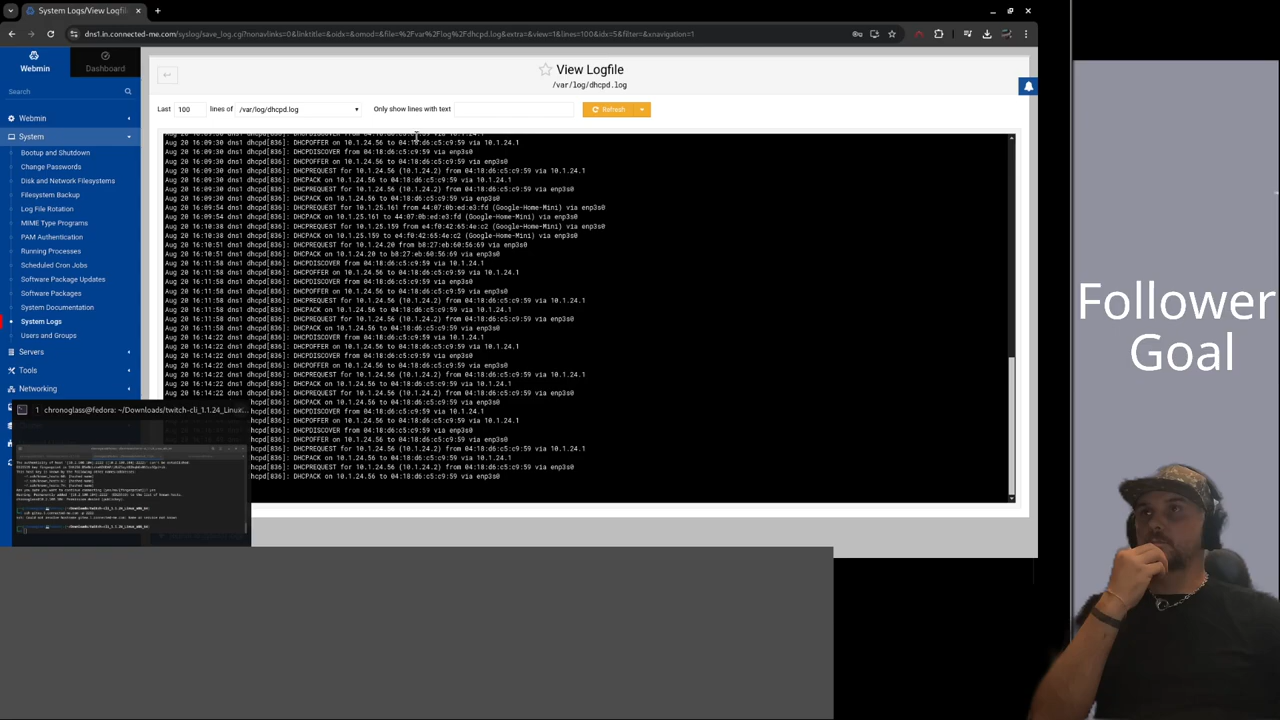 System Logs/View Logfil
dns1.in.connected-me.com/syslog/save_log.cgi?nonavlinks=0&linktitle=&oidx=&omod=&file=%2Fvar%2Flog%2Fdhcpd.log&extra=&view=1&lines=100&idx=5&filter=&xnavigation=1
Webmin
Dashboard
Search
Webmin
System
Bootup and Shutdown
Change Passwords
Disk and Network Filesystems
Filesystem Backup
Log File Rotation
MIME Type Programs
PAM Authentication
Running Processes
Scheduled Cron Jobs
Software Package Updates
Software Packages
System Documentation
System Logs
Users and Groups
Servers
Tools
Networking
View Logfile
/var/log/dhcpd.log
Last 100 lines of /var/log/dhcpd.log Only show lines with text Refresh
Aug 20 16:09:30 dns1 dhcpd[836]: DHCPOFFER on 10.1.24.56 to 04:18:d6:c5:c9:59 via 10.1.24.1
Aug 20 16:09:30 dns1 dhcpd[836]: DHCPDISCOVER from 04:18:d6:c5:c9:59 via enp3s0
Aug 20 16:09:30 dns1 dhcpd[836]: DHCPOFFER on 10.1.24.56 to 04:18:d6:c5:c9:59 via enp3s0
Aug 20 16:09:30 dns1 dhcpd[836]: DHCPREQUEST for 10.1.24.56 (10.1.24.2) from 04:18:d6:c5:c9:59 via 10.1.24.1
Aug 20 16:09:30 dns1 dhcpd[836]: DHCPACK on 10.1.24.56 to 04:18:d6:c5:c9:59 via 10.1.24.1
Aug 20 16:09:30 dns1 dhcpd[836]: DHCPREQUEST for 10.1.24.56 (10.1.24.2) from 04:18:d6:c5:c9:59 via enp3s0
Aug 20 16:09:30 dns1 dhcpd[836]: DHCPACK on 10.1.24.56 to 04:18:d6:c5:c9:59 via enp3s0
Aug 20 16:09:54 dns1 dhcpd[836]: DHCPREQUEST for 10.1.25.161 from 44:07:0b:ed:e3:fd (Google-Home-Mini) via enp3s0
Aug 20 16:09:54 dns1 dhcpd[836]: DHCPACK on 10.1.25.161 to 44:07:0b:ed:e3:fd (Google-Home-Mini) via enp3s0
Aug 20 16:10:38 dns1 dhcpd[836]: DHCPREQUEST for 10.1.25.159 from e4:f0:42:65:4e:c2 (Google-Home-Mini) via enp3s0
Aug 20 16:10:38 dns1 dhcpd[836]: DHCPACK on 10.1.25.159 to e4:f0:42:65:4e:c2 (Google-Home-Mini) via enp3s0
Aug 20 16:10:51 dns1 dhcpd[836]: DHCPREQUEST for 10.1.24.20 from b8:27:eb:60:56:69 via enp3s0
Aug 20 16:10:51 dns1 dhcpd[836]: DHCPACK on 10.1.24.20 to b8:27:eb:60:56:69 via enp3s0
Aug 20 16:11:58 dns1 dhcpd[836]: DHCPDISCOVER from 04:18:d6:c5:c9:59 via 10.1.24.1
Aug 20 16:11:58 dns1 dhcpd[836]: DHCPOFFER on 10.1.24.56 to 04:18:d6:c5:c9:59 via 10.1.24.1
Aug 20 16:11:58 dns1 dhcpd[836]: DHCPDISCOVER from 04:18:d6:c5:c9:59 via enp3s0
Aug 20 16:11:58 dns1 dhcpd[836]: DHCPOFFER on 10.1.24.56 to 04:18:d6:c5:c9:59 via enp3s0
Aug 20 16:11:58 dns1 dhcpd[836]: DHCPREQUEST for 10.1.24.56 (10.1.24.2) from 04:18:d6:c5:c9:59 via 10.1.24.1
Aug 20 16:11:58 dns1 dhcpd[836]: DHCPACK on 10.1.24.56 to 04:18:d6:c5:c9:59 via 10.1.24.1
Aug 20 16:11:58 dns1 dhcpd[836]: DHCPREQUEST for 10.1.24.56 (10.1.24.2) from 04:18:d6:c5:c9:59 via enp3s0
Aug 20 16:11:58 dns1 dhcpd[836]: DHCPACK on 10.1.24.56 to 04:18:d6:c5:c9:59 via enp3s0
Aug 20 16:14:22 dns1 dhcpd[836]: DHCPDISCOVER from 04:18:d6:c5:c9:59 via 10.1.24.1
Aug 20 16:14:22 dns1 dhcpd[836]: DHCPOFFER on 10.1.24.56 to 04:18:d6:c5:c9:59 via 10.1.24.1
Aug 20 16:14:22 dns1 dhcpd[836]: DHCPDISCOVER from 04:18:d6:c5:c9:59 via enp3s0
Aug 20 16:14:22 dns1 dhcpd[836]: DHCPOFFER on 10.1.24.56 to 04:18:d6:c5:c9:59 via enp3s0
Aug 20 16:14:22 dns1 dhcpd[836]: DHCPREQUEST for 10.1.24.56 (10.1.24.2) from 04:18:d6:c5:c9:59 via 10.1.24.1
Aug 20 16:14:22 dns1 dhcpd[836]: DHCPACK on 10.1.24.56 to 04:18:d6:c5:c9:59 via 10.1.24.1
Aug 20 16:14:22 dns1 dhcpd[836]: DHCPREQUEST for 10.1.24.56 (10.1.24.2) from 04:18:d6:c5:c9:59 via enp3s0
dhcpd[836]: DHCPACK on 10.1.24.56 to 04:18:d6:c5:c9:59 via enp3s0
dhcpd[836]: DHCPDISCOVER from 04:18:d6:c5:c9:59 via 10.1.24.1
dhcpd[836]: DHCPOFFER on 10.1.24.56 to 04:18:d6:c5:c9:59 via 10.1.24.1
dhcpd[836]: DHCPDISCOVER from 04:18:d6:c5:c9:59 via enp3s0
dhcpd[836]: DHCPOFFER on 10.1.24.56 to 04:18:d6:c5:c9:59 via enp3s0
DHCPREQUEST for 10.1.24.56 (10.1.24.2) from 04:18:d6:c5:c9:59 via 10.1.24.1
DHCPACK on 10.1.24.56 to 04:18:d6:c5:c9:59 via 10.1.24.1
DHCPREQUEST for 10.1.24.56 (10.1.24.2) from 04:18:d6:c5:c9:59 via enp3s0
DHCPACK on 10.1.24.56 to 04:18:d6:c5:c9:59 via enp3s0
1 chronoglass@fedora: ~/Downloads/twitch-cli_1.1.24_Linux...
Follower
Goal